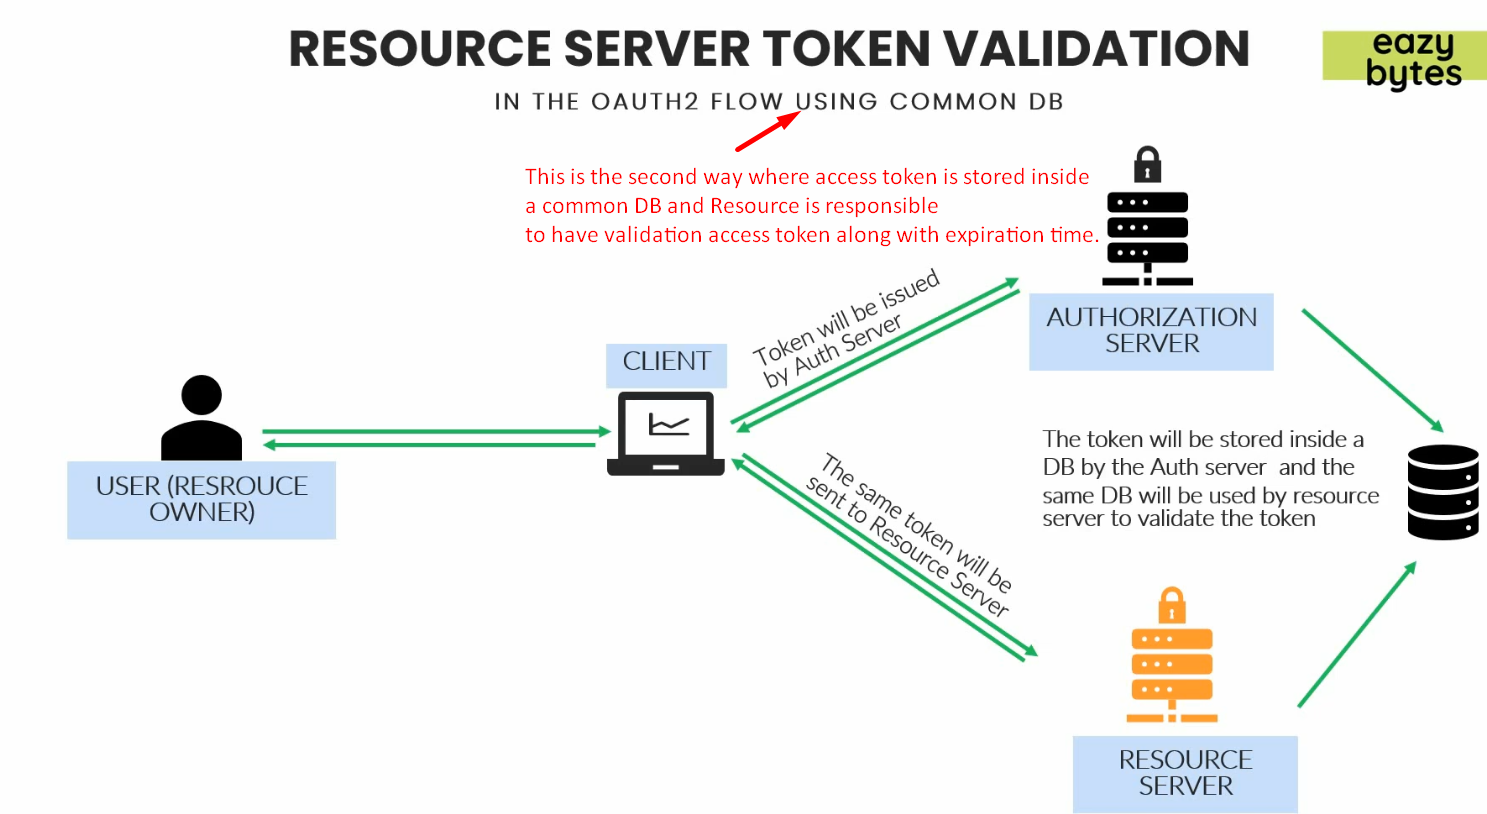 RESOURCE SERVER TOKEN VALIDATION
eazy
bytes
IN THE OAUTH2 FLOW USING COMMON DB
This is the second way where access token is stored inside
a common DB and Resource is responsible
to have validation access token along with expiration time.
AUTHORIZATION
SERVER
Token will be issued
by Auth Server
CLIENT
USER (RESROUCE
OWNER)
The token will be stored inside a
DB by the Auth server and the
same DB will be used by resource
server to validate the token
The same token will be
sent to Resource Server
RESOURCE
SERVER